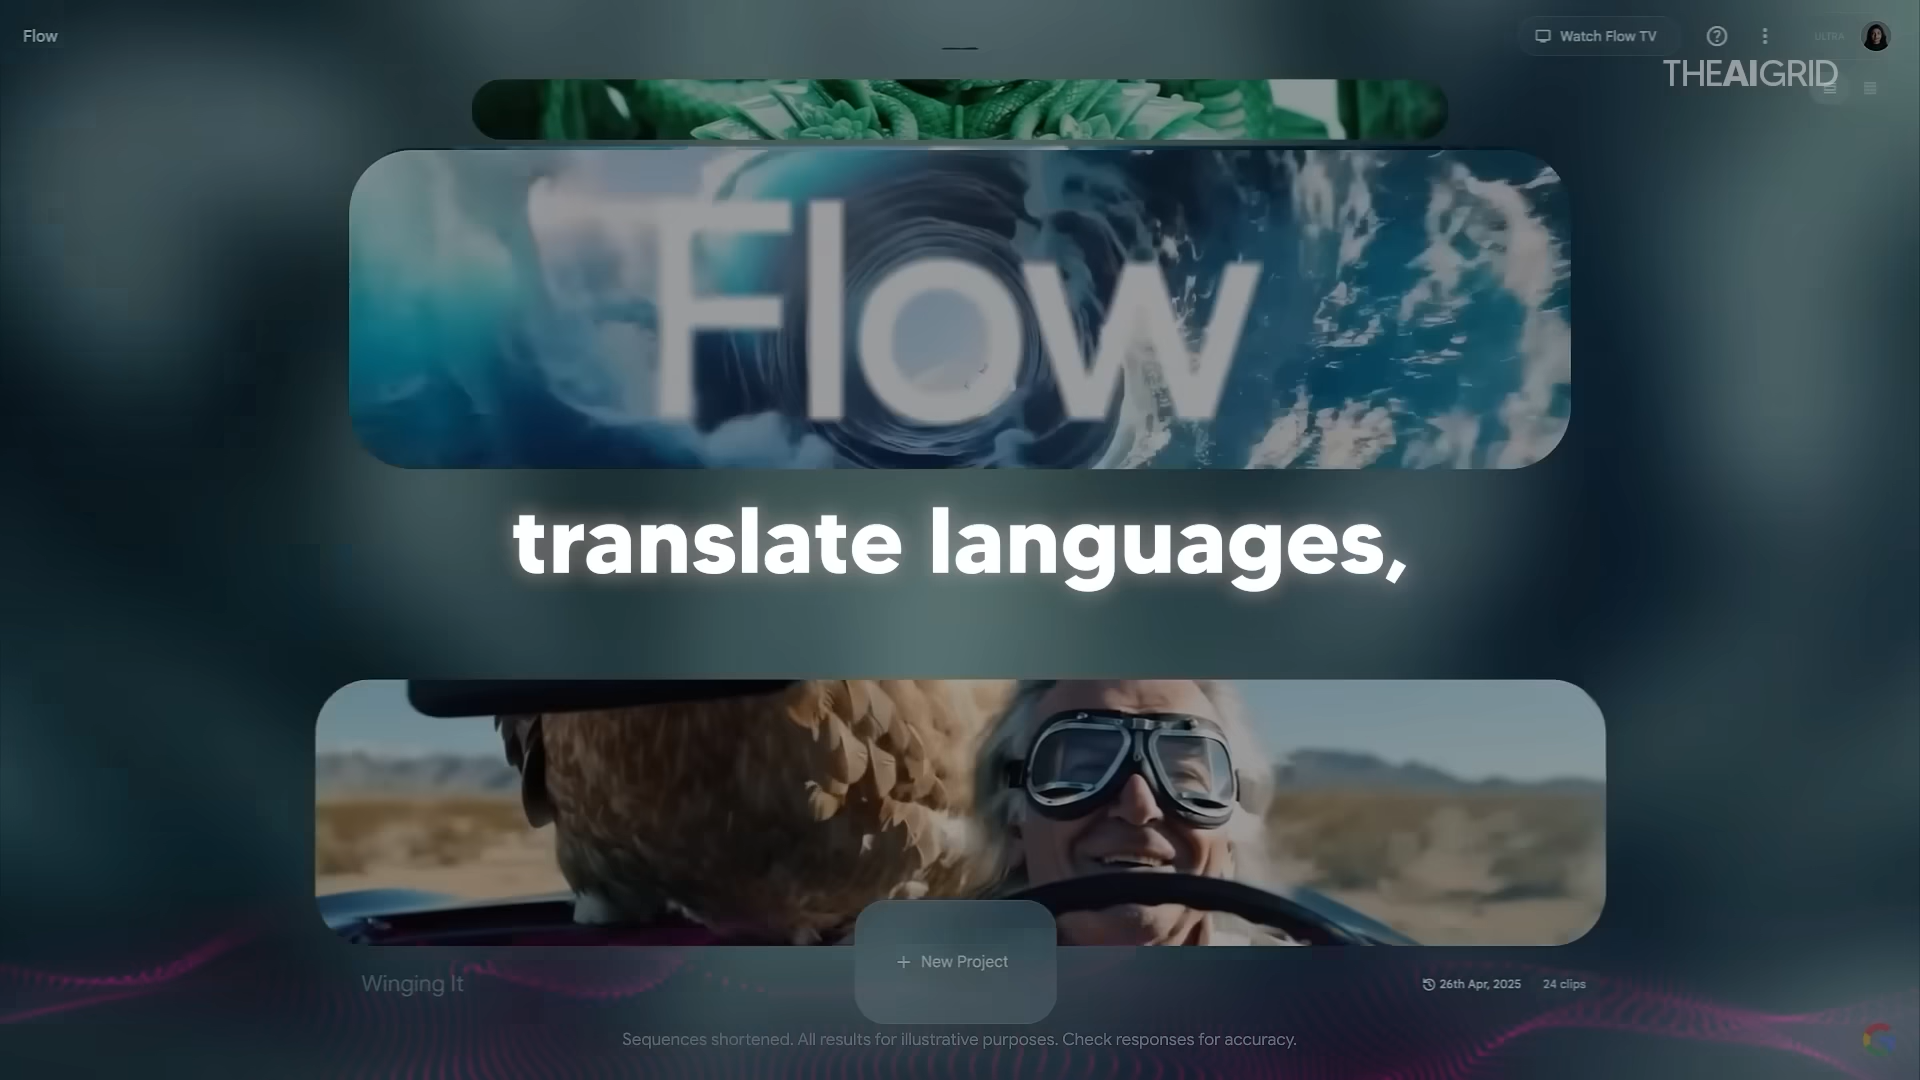 Flow
Watch Flow TV
ULTRA
THEAIGRID
Flow
translate languages,
+ New Project
Winging It
26th Apr, 2025 24 clips
Sequences shortened. All results for illustrative purposes. Check responses for accuracy.